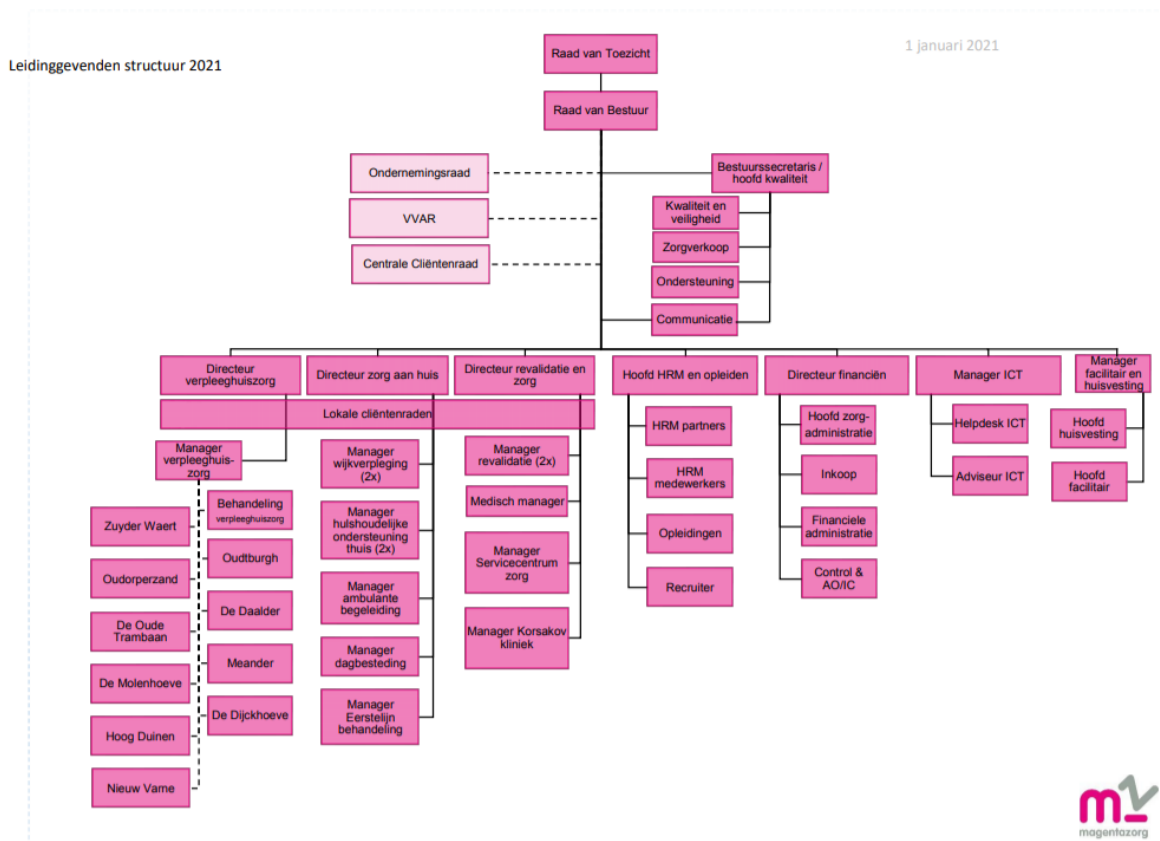 1 januari 2021
Leidinggevenden structuur 2021
Raad van Toezicht
Raad van Bestuur
Ondernemingsraad
VVAR
Centrale Cliëntenraad
Bestuurssecretaris /
hoofd kwaliteit
Kwaliteit en
veiligheid
Zorgverkoop
Ondersteuning
Communicatie
Directeur
verpleeghuiszorg
Directeur zorg aan huis
Directeur revalidatie en
zorg
Hoofd HRM en opleiden
Directeur financiën
Manager ICT
Manager
facilitair en
huisvesting
Lokale cliëntenraden
Manager
verpleeghuis-
zorg
Zuyder Waert
Oudorperzand
De Oude
Trambaan
De Molenhoeve
Hoog Duinen
Nieuw Varne
Behandeling
verpleeghuiszorg
Oudtburgh
De Daalder
Meander
De Dijckhoeve
Manager
wijkverpleging
(2x)
Manager
hulshoudelijke
ondersteuning
thuis (2x)
Manager
ambulante
begeleiding
Manager
dagbesteding
Manager
Eerstelijn
behandeling
Manager
revalidatie (2x)
Medisch manager
Manager
Servicecentrum
zorg
Manager Korsakov
kliniek
HRM partners
HRM
medewerkers
Opleidingen
Recruiter
Hoofd zorg-
administratie
Inkoop
Financiele
administratie
Control &
AO/IC
Helpdesk ICT
Adviseur ICT
Hoofd
huisvesting
Hoofd
facilitair
magentazorg